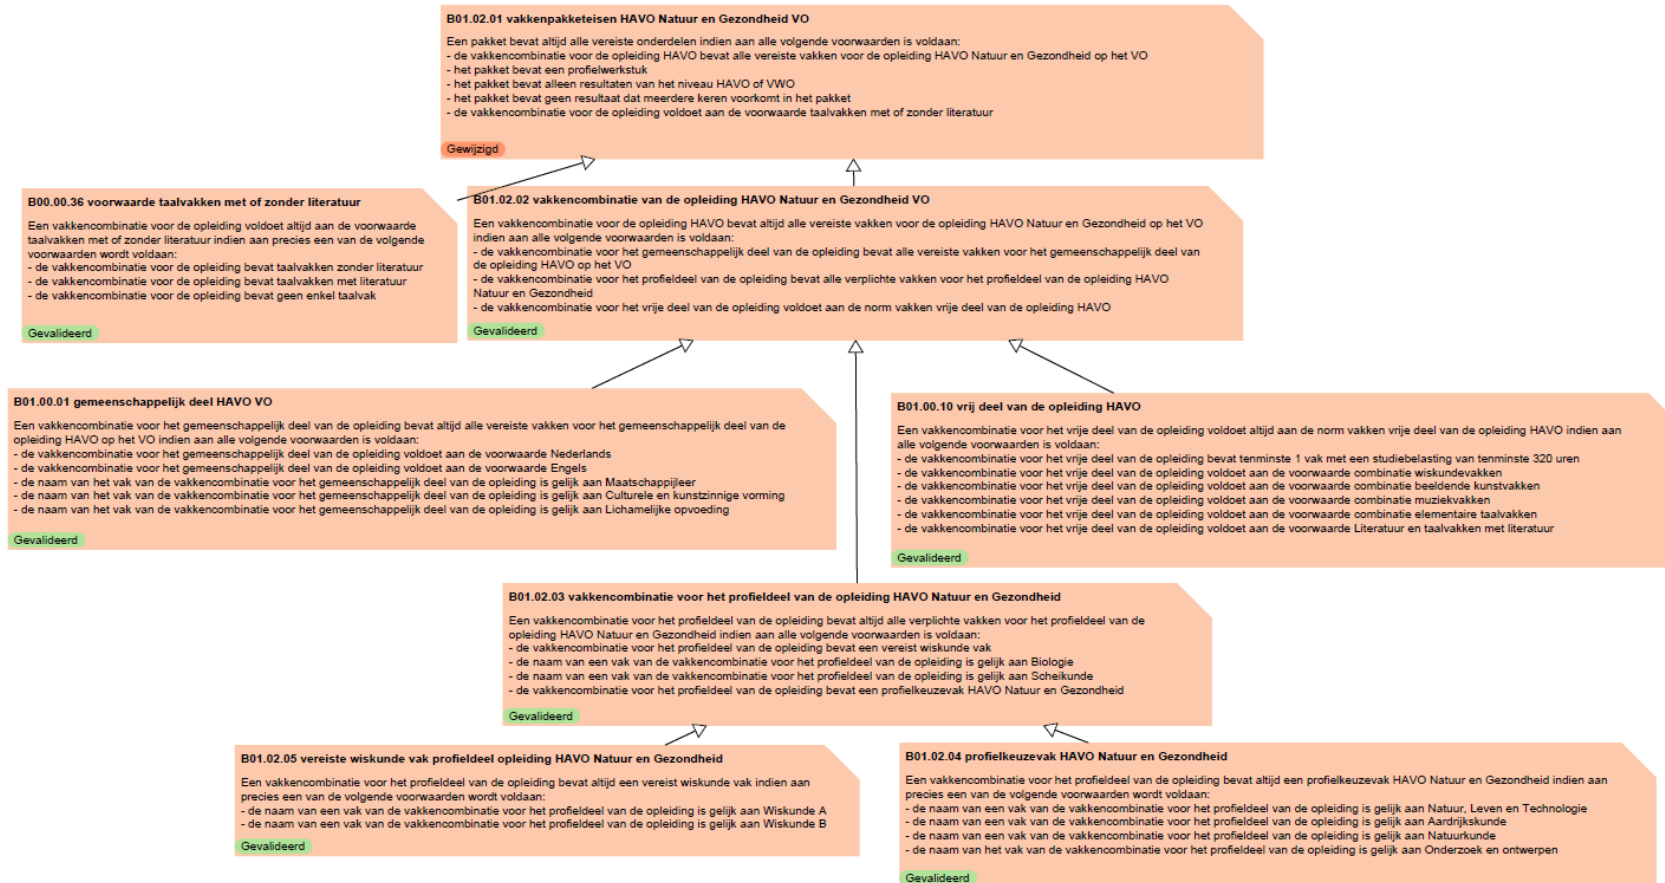 B01.02.01 vakkenpakketeisen HAVO Natuur en Gezondheid VO
Een pakket bevat altijd alle vereiste onderdelen indien aan alle volgende voorwaarden is voldaan:
- de vakkencombinatie voor de opleiding HAVO bevat alle vereiste vakken voor de opleiding HAVO Natuur en Gezondheid op het VO
- het pakket bevat een profielwerkstuk
- het pakket bevat alleen resultaten van het niveau HAVO of VWO
- het pakket bevat geen resultaat dat meerdere keren voorkomt in het pakket
- de vakkencombinatie voor de opleiding voldoet aan de voorwaarde taalvakken met of zonder literatuur
Gewijzigd
B00.00.36 voorwaarde taalvakken met of zonder literatuur
Een vakkencombinatie voor de opleiding voldoet altijd aan de voorwaarde
taalvakken met of zonder literatuur indien aan precies een van de volgende
voorwaarden wordt voldaan:
- de vakkencombinatie voor de opleiding bevat taalvakken zonder literatuur
- de vakkencombinatie voor de opleiding bevat taalvakken met literatuur
- de vakkencombinatie voor de opleiding bevat geen enkel taalvak
Gevalideerd
B01.02.02 vakkencombinatie van de opleiding HAVO Natuur en Gezondheid VO
Een vakkencombinatie voor de opleiding HAVO bevat altijd alle vereiste vakken voor de opleiding HAVO Natuur en Gezondheid op het VO
indien aan alle volgende voorwaarden is voldaan:
- de vakkencombinatie voor het gemeenschappelijk deel van de opleiding bevat alle vereiste vakken voor het gemeenschappelijk deel van
de opleiding HAVO op het VO
- de vakkencombinatie voor het profieldeel van de opleiding bevat alle verplichte vakken voor het profieldeel van de opleiding HAVO
Natuur en Gezondheid
- de vakkencombinatie voor het vrije deel van de opleiding voldoet aan de norm vakken vrije deel van de opleiding HAVO
Gevalideerd
B01.00.01 gemeenschappelijk deel HAVO VO
Een vakkencombinatie voor het gemeenschappelijk deel van de opleiding bevat altijd alle vereiste vakken voor het gemeenschappelijk deel van de
opleiding HAVO op het VO indien aan alle volgende voorwaarden is voldaan:
- de vakkencombinatie voor het gemeenschappelijk deel van de opleiding voldoet aan de voorwaarde Nederlands
- de vakkencombinatie voor het gemeenschappelijk deel van de opleiding voldoet aan de voorwaarde Engels
- de naam van het vak van de vakkencombinatie voor het gemeenschappelijk deel van de opleiding is gelijk aan Maatschappijleer
- de naam van het vak van de vakkencombinatie voor het gemeenschappelijk deel van de opleiding is gelijk aan Culturele en kunstzinnige vorming
- de naam van het vak van de vakkencombinatie voor het gemeenschappelijk deel van de opleiding is gelijk aan Lichamelijke opvoeding
Gevalideerd
B01.00.10 vrij deel van de opleiding HAVO
Een vakkencombinatie voor het vrije deel van de opleiding voldoet altijd aan de norm vakken vrije deel van de opleiding HAVO indien aan
alle volgende voorwaarden is voldaan:
- de vakkencombinatie voor het vrije deel van de opleiding bevat tenminste 1 vak met een studiebelasting van tenminste 320 uren
- de vakkencombinatie voor het vrije deel van de opleiding voldoet aan de voorwaarde combinatie wiskundevakken
- de vakkencombinatie voor het vrije deel van de opleiding voldoet aan de voorwaarde combinatie beeldende kunstvakken
- de vakkencombinatie voor het vrije deel van de opleiding voldoet aan de voorwaarde combinatie muziekvakken
- de vakkencombinatie voor het vrije deel van de opleiding voldoet aan de voorwaarde combinatie elementaire taalvakken
- de vakkencombinatie voor het vrije deel van de opleiding voldoet aan de voorwaarde Literatuur en taalvakken met literatuur
Gevalideerd
B01.02.03 vakkencombinatie voor het profieldeel van de opleiding HAVO Natuur en Gezondheid
Een vakkencombinatie voor het profieldeel van de opleiding bevat altijd alle verplichte vakken voor het profieldeel van de
opleiding HAVO Natuur en Gezondheid indien aan alle volgende voorwaarden is voldaan:
- de vakkencombinatie voor het profieldeel van de opleiding bevat een vereist wiskunde vak
- de naam van een vak van de vakkencombinatie voor het profieldeel van de opleiding is gelijk aan Biologie
- de naam van een vak van de vakkencombinatie voor het profieldeel van de opleiding is gelijk aan Scheikunde
- de vakkencombinatie voor het profieldeel van de opleiding bevat een profielkeuzevak HAVO Natuur en Gezondheid
Gevalideerd
B01.02.05 vereiste wiskunde vak profieldeel opleiding HAVO Natuur en Gezondheid
Een vakkencombinatie voor het profieldeel van de opleiding bevat altijd een vereist wiskunde vak indien aan
precies een van de volgende voorwaarden wordt voldaan:
- de naam van een vak van de vakkencombinatie voor het profieldeel van de opleiding is gelijk aan Wiskunde A
- de naam van een vak van de vakkencombinatie voor het profieldeel van de opleiding is gelijk aan Wiskunde B
Gevalideerd
B01.02.04 profielkeuzevak HAVO Natuur en Gezondheid
Een vakkencombinatie voor het profieldeel van de opleiding bevat altijd een profielkeuzevak HAVO Natuur en Gezondheid indien aan
precies een van de volgende voorwaarden wordt voldaan:
- de naam van een vak van de vakkencombinatie voor het profieldeel van de opleiding is gelijk aan Natuur, Leven en Technologie
- de naam van een vak van de vakkencombinatie voor het profieldeel van de opleiding is gelijk aan Aardrijkskunde
- de naam van een vak van de vakkencombinatie voor het profieldeel van de opleiding is gelijk aan Natuurkunde
- de naam van het vak van de vakkencombinatie voor het profieldeel van de opleiding is gelijk aan Onderzoek en ontwerpen
Gevalideerd